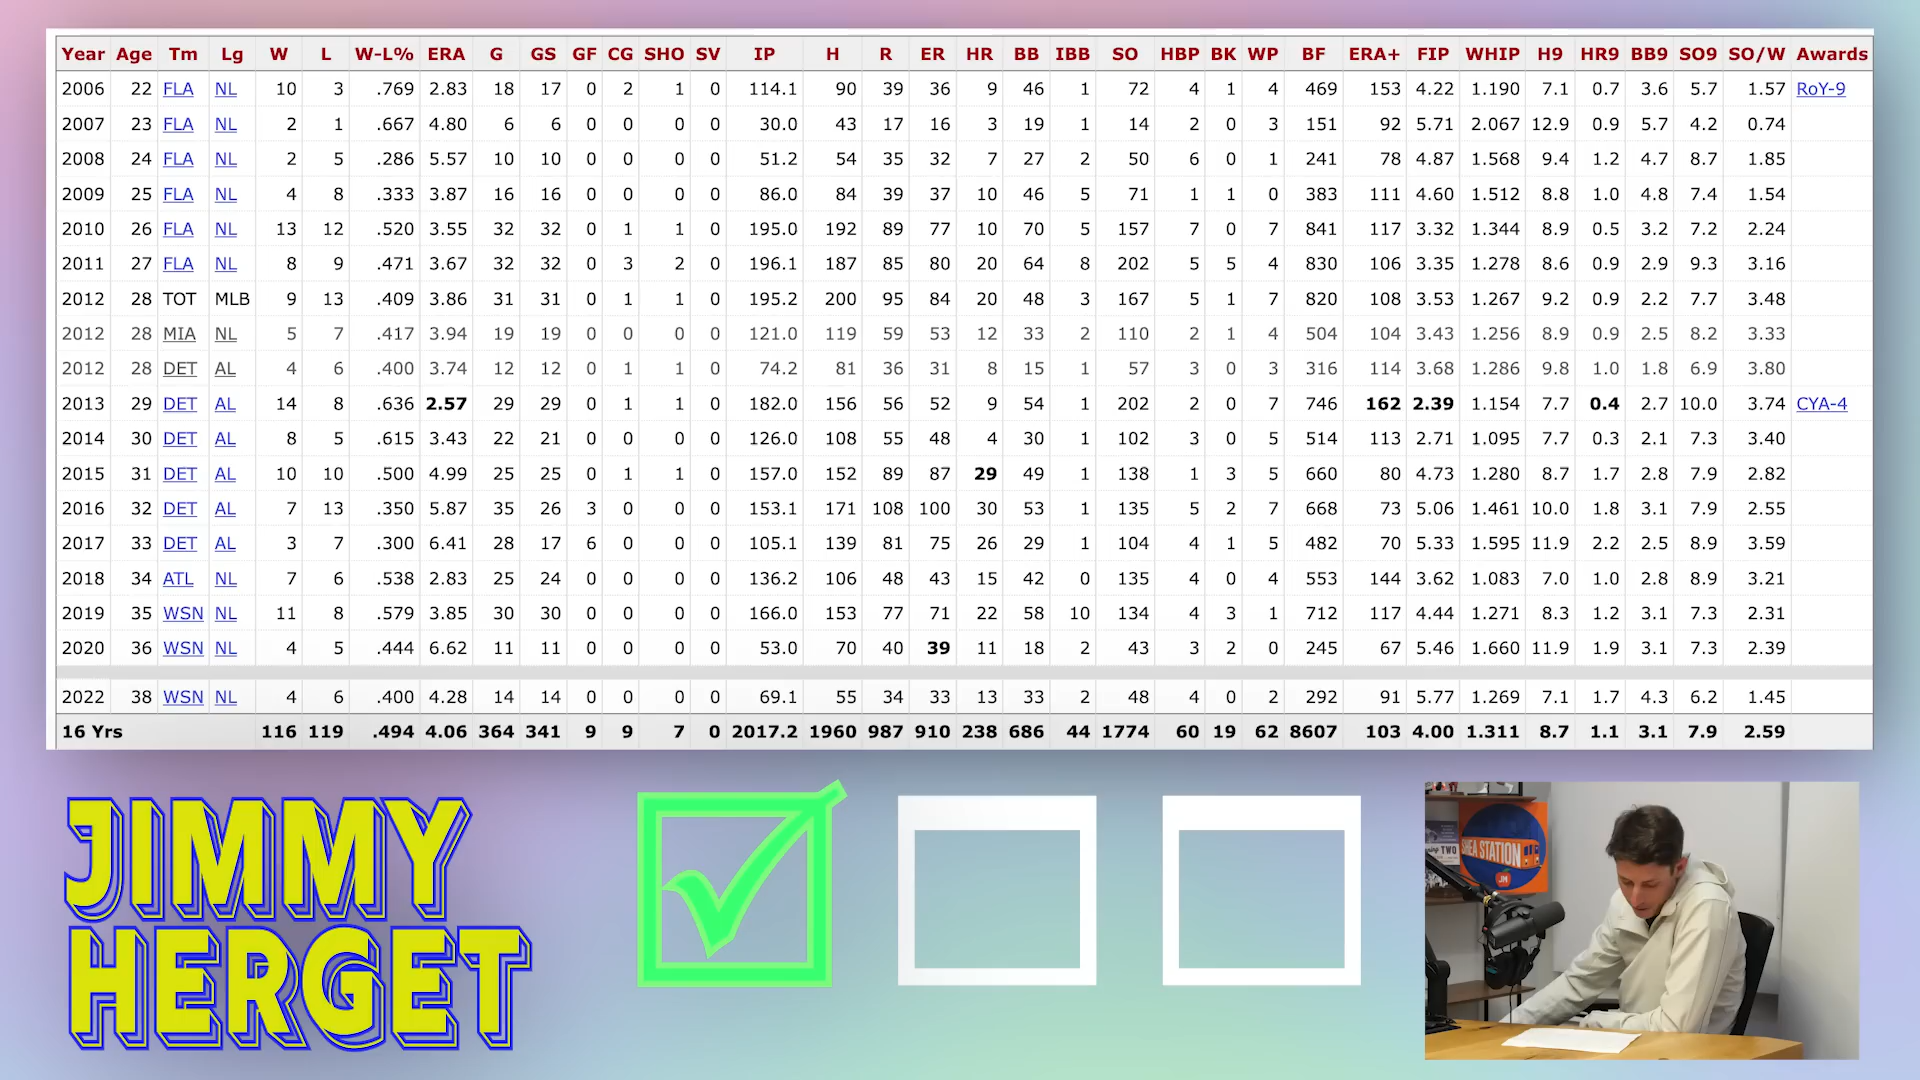 Year Age Tm Lg W L W-L% ERA G GS GF CG SHO SV IP H R ER HR BB IBB SO HBP BK WP BF ERA+ FIP WHIP H9 HR9 BB9 SO9 SO/W Awards
2006 22 FLA NL 10 3 .769 2.83 18 17 0 2 1 0 114.1 90 39 36 9 46 1 72 4 1 4 469 153 4.22 1.190 7.1 0.7 3.6 5.7 1.57 RoY-9
2007 23 FLA NL 2 1 .667 4.80 6 6 0 0 0 0 30.0 43 17 16 3 19 1 14 2 0 3 151 92 5.71 2.067 12.9 0.9 5.7 4.2 0.74
2008 24 FLA NL 2 5 .286 5.57 10 10 0 0 0 0 51.2 54 35 32 7 27 2 50 6 0 1 241 78 4.87 1.568 9.4 1.2 4.7 8.7 1.85
2009 25 FLA NL 4 8 .333 3.87 16 16 0 0 0 0 86.0 84 39 37 10 46 5 71 1 1 0 383 111 4.60 1.512 8.8 1.0 4.8 7.4 1.54
2010 26 FLA NL 13 12 .520 3.55 32 32 0 1 1 0 195.0 192 89 77 10 70 5 157 7 0 7 841 117 3.32 1.344 8.9 0.5 3.2 7.2 2.24
2011 27 FLA NL 8 9 .471 3.67 32 32 0 3 2 0 196.1 187 85 80 20 64 8 202 5 5 4 830 106 3.35 1.278 8.6 0.9 2.9 9.3 3.16
2012 28 TOT MLB 9 13 .409 3.86 31 31 0 1 1 0 195.2 200 95 84 20 48 3 167 5 1 7 820 108 3.53 1.267 9.2 0.9 2.2 7.7 3.48
2012 28 MIA NL 5 7 .417 3.94 19 19 0 0 0 0 121.0 119 59 53 12 33 2 110 2 1 4 504 104 3.43 1.256 8.9 0.9 2.5 8.2 3.33
2012 28 DET AL 4 6 .400 3.74 12 12 0 1 1 0 74.2 81 36 31 8 15 1 57 3 0 3 316 114 3.68 1.286 9.8 1.0 1.8 6.9 3.80
2013 29 DET AL 14 8 .636 2.57 29 29 0 1 1 0 182.0 156 56 52 9 54 1 202 2 0 7 746 162 2.39 1.154 7.7 0.4 2.7 10.0 3.74 CYA-4
2014 30 DET AL 8 5 .615 3.43 22 21 0 0 0 0 126.0 108 55 48 4 30 1 102 3 0 5 514 113 2.71 1.095 7.7 0.3 2.1 7.3 3.40
2015 31 DET AL 10 10 .500 4.99 25 25 0 1 1 0 157.0 152 89 87 29 49 1 138 1 3 5 660 80 4.73 1.280 8.7 1.7 2.8 7.9 2.82
2016 32 DET AL 7 13 .350 5.87 35 26 3 0 0 0 153.1 171 108 100 30 53 1 135 5 2 7 668 73 5.06 1.461 10.0 1.8 3.1 7.9 2.55
2017 33 DET AL 3 7 .300 6.41 28 17 6 0 0 0 105.1 139 81 75 26 29 1 104 4 1 5 482 70 5.33 1.595 11.9 2.2 2.5 8.9 3.59
2018 34 ATL NL 7 6 .538 2.83 25 24 0 0 0 0 136.2 106 48 43 15 42 0 135 4 0 4 553 144 3.62 1.083 7.0 1.0 2.8 8.9 3.21
2019 35 WSN NL 11 8 .579 3.85 30 30 0 0 0 0 166.0 153 77 71 22 58 10 134 4 3 1 712 117 4.44 1.271 8.3 1.2 3.1 7.3 2.31
2020 36 WSN NL 4 5 .444 6.62 11 11 0 0 0 0 53.0 70 40 39 11 18 2 43 3 2 0 245 67 5.46 1.660 11.9 1.9 3.1 7.3 2.39
2022 38 WSN NL 4 6 .400 4.28 14 14 0 0 0 0 69.1 55 34 33 13 33 2 48 4 0 2 292 91 5.77 1.269 7.1 1.7 4.3 6.2 1.45
16 Yrs 116 119 .494 4.06 364 341 9 9 7 0 2017.2 1960 987 910 238 686 44 1774 60 19 62 8607 103 4.00 1.311 8.7 1.1 3.1 7.9 2.59
JIMMY
HERGET
SHEA STATION
TWO
JM